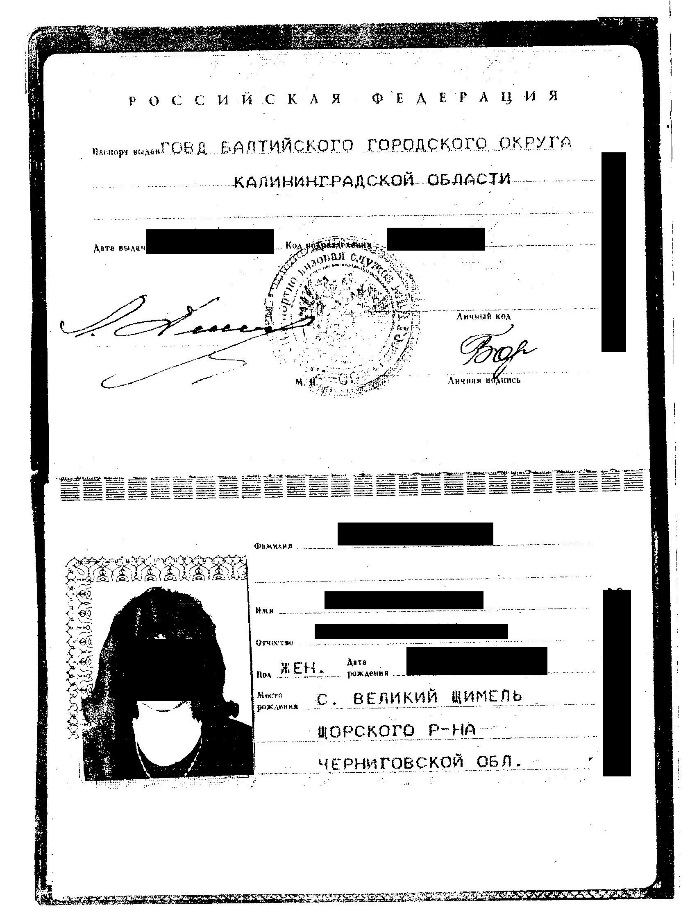 РОССИЙСКАЯ ФЕДЕРАЦИЯ
Паспорт выдан ГОВД БАЛТИЙСКОГО ГОРОДСКОГО ОКРУГА
КАЛИНИНГРАДСКОЙ ОБЛАСТИ
Дата выдачи Код подразделения
Личный код
М. П.
Личная подпись
Фамилия
Имя
Отчество
Пол ЖЕН. Дата рождения
Место рождения С. ВЕЛИКИЙ ЩИМЕЛЬ
ЩОРСКОГО Р-НА
ЧЕРНИГОВСКОЙ ОБЛ.